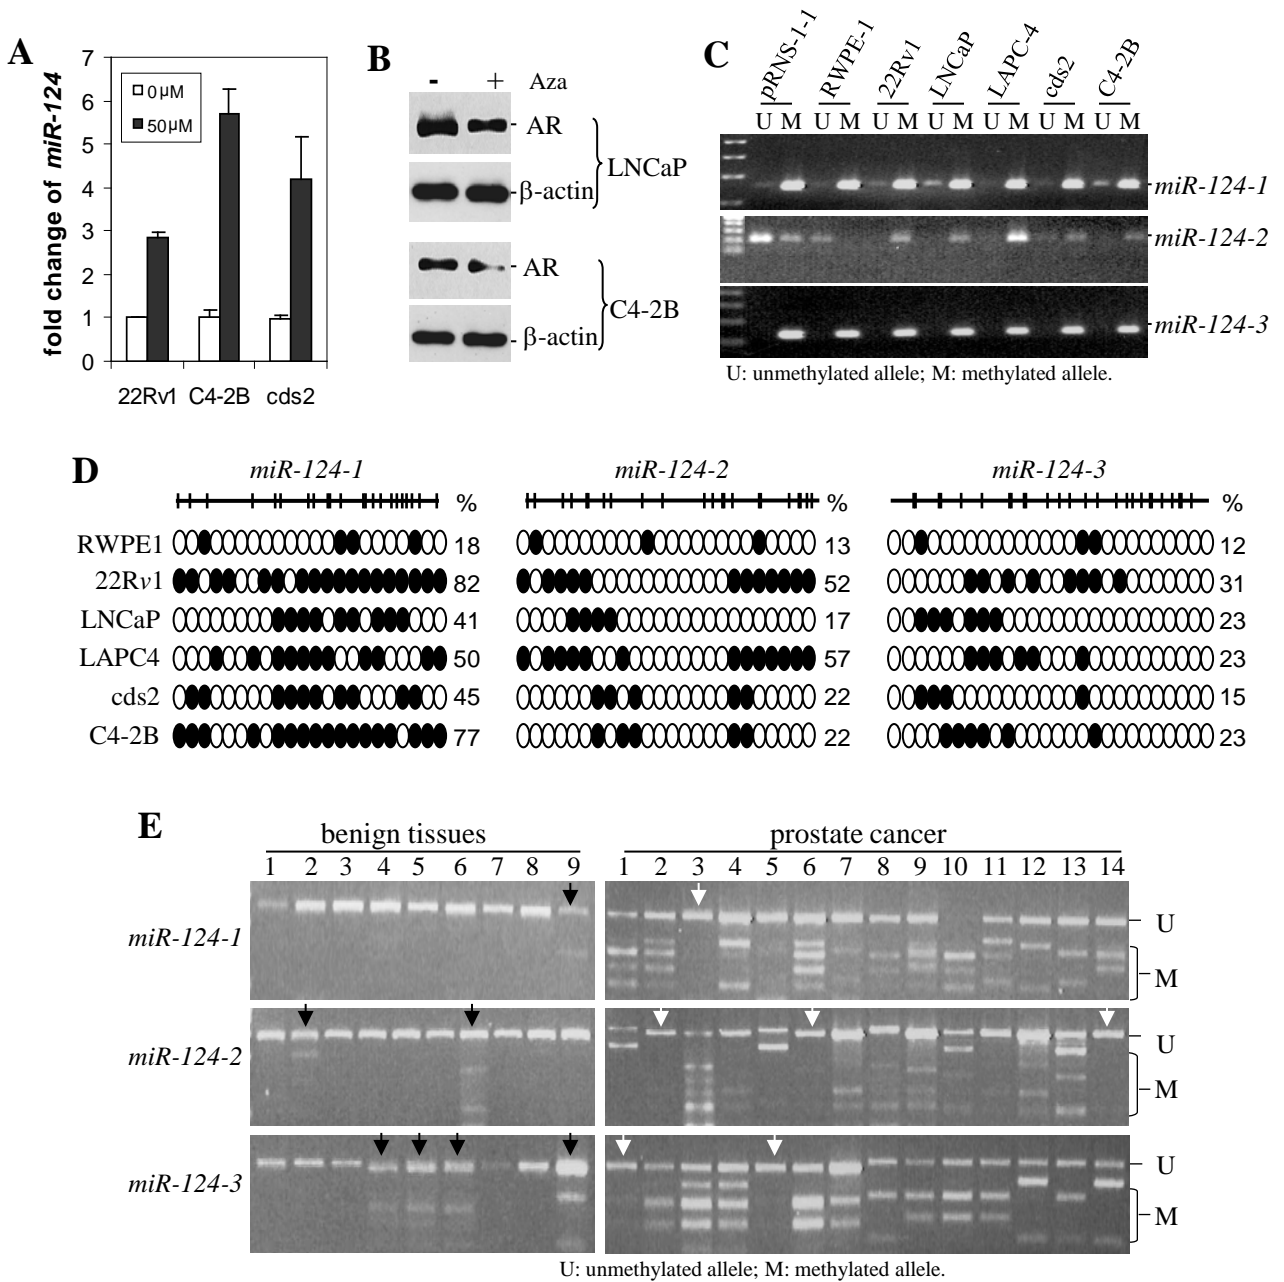 A
fold change of miR-124
7
6
5
4
3
2
1
0
0µM
50µM
22Rv1 C4-2B cds2
B
- + Aza
AR
β-actin
LNCaP
AR
β-actin
C4-2B
C
pRNS-1-1 RWPE-1 22Rv1 LNCaP LAPC-4 cds2 C4-2B
U M U M U M U M U M U M U M
miR-124-1
miR-124-2
miR-124-3
U: unmethylated allele; M: methylated allele.
D
miR-124-1 miR-124-2 miR-124-3
% % %
RWPE1 18 13 12
22Rv1 82 52 31
LNCaP 41 17 23
LAPC4 50 57 23
cds2 45 22 15
C4-2B 77 22 23
E
benign tissues prostate cancer
1 2 3 4 5 6 7 8 9 1 2 3 4 5 6 7 8 9 10 11 12 13 14
miR-124-1 U
M
miR-124-2 U
M
miR-124-3 U
M
U: unmethylated allele; M: methylated allele.